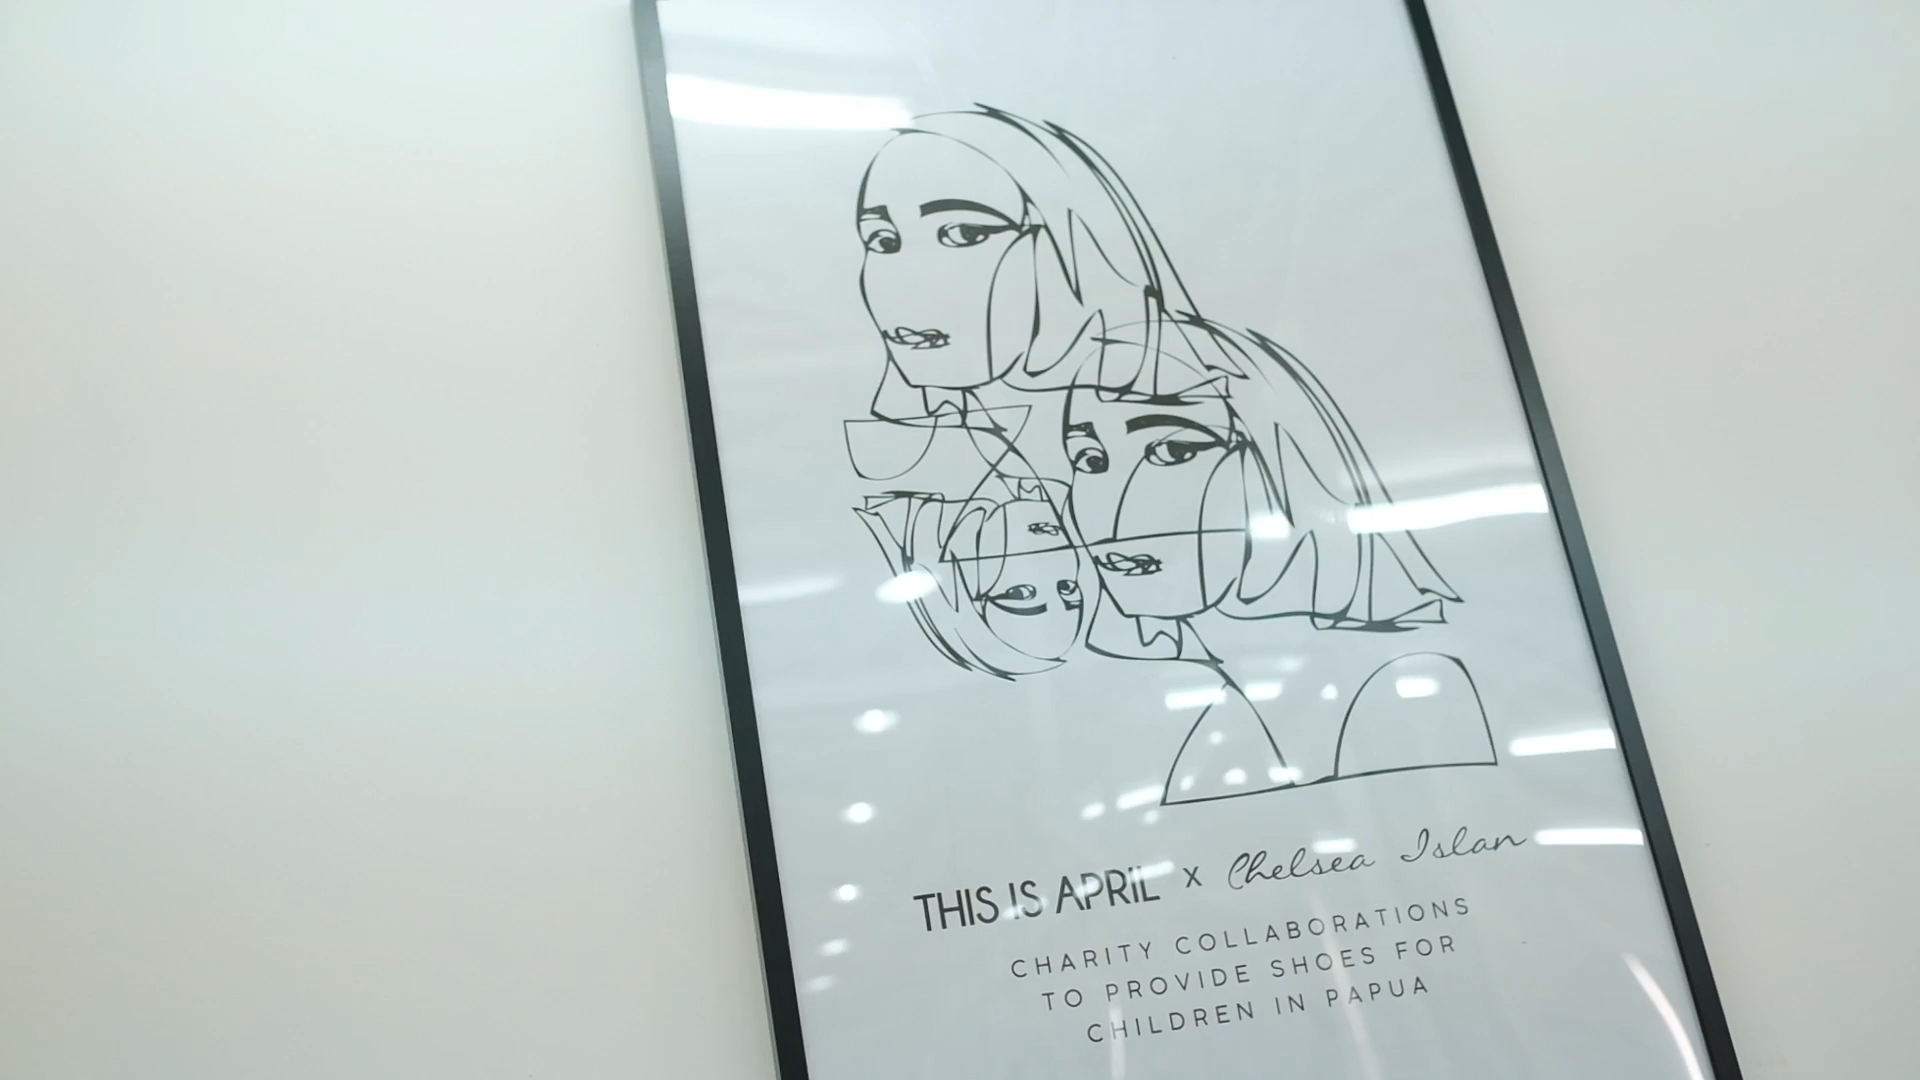 THIS IS APRIL X Chelsea Islan
CHARITY COLLABORATIONS
TO PROVIDE SHOES FOR
CHILDREN IN PAPUA